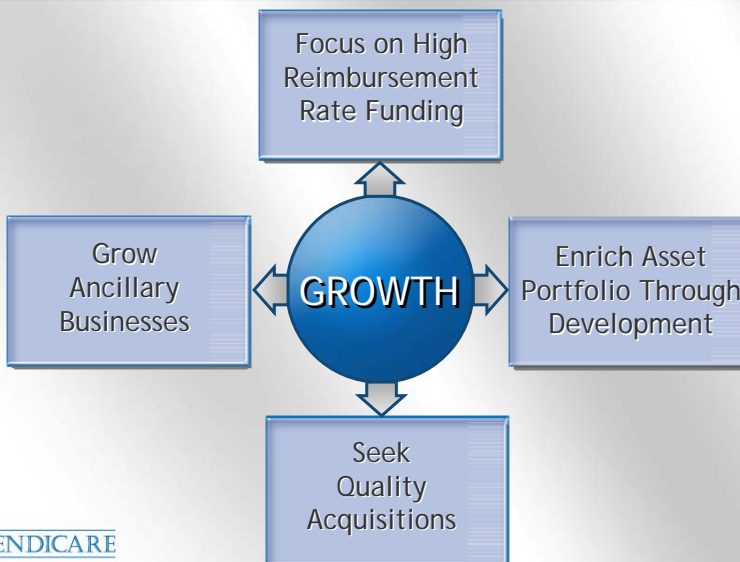 Focus on High
Reimbursement
Rate Funding
Grow
Ancillary
Businesses
GROWTH
Enrich Asset
Portfolio Through
Development
Seek
Quality
Acquisitions
ENDICARE